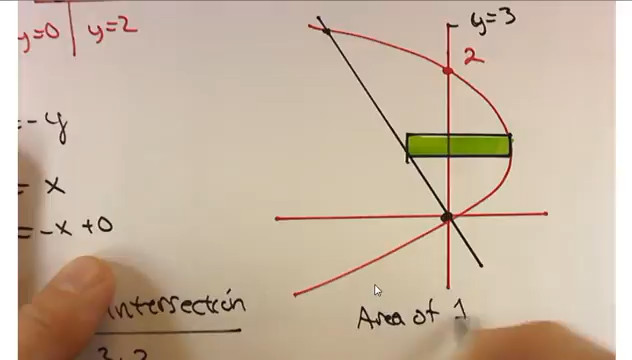 y=0 | y=2
=-y
= x
= -x +0
intersection
y=3
2
Area of 1